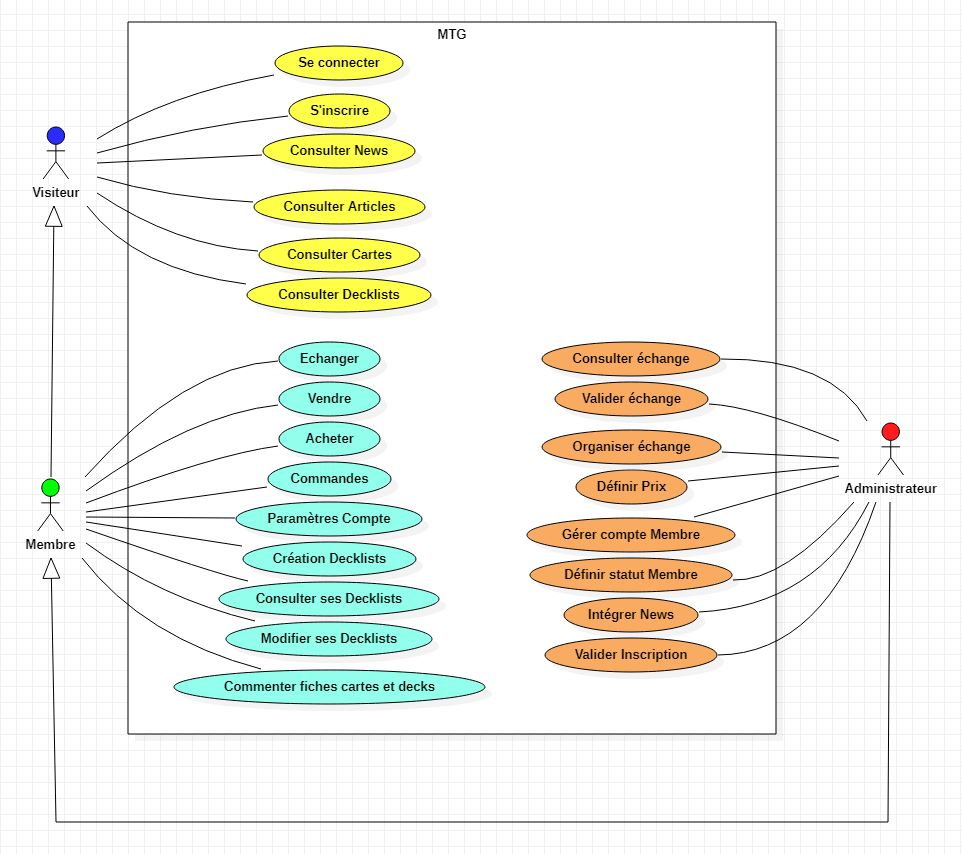 MTG
Se connecter
S'inscrire
Consulter News
Consulter Articles
Consulter Cartes
Consulter Decklists
Visiteur
Echanger
Vendre
Acheter
Commandes
Paramètres Compte
Création Decklists
Consulter ses Decklists
Modifier ses Decklists
Commenter fiches cartes et decks
Membre
Consulter échange
Valider échange
Organiser échange
Définir Prix
Gérer compte Membre
Définir statut Membre
Intégrer News
Valider Inscription
Administrateur